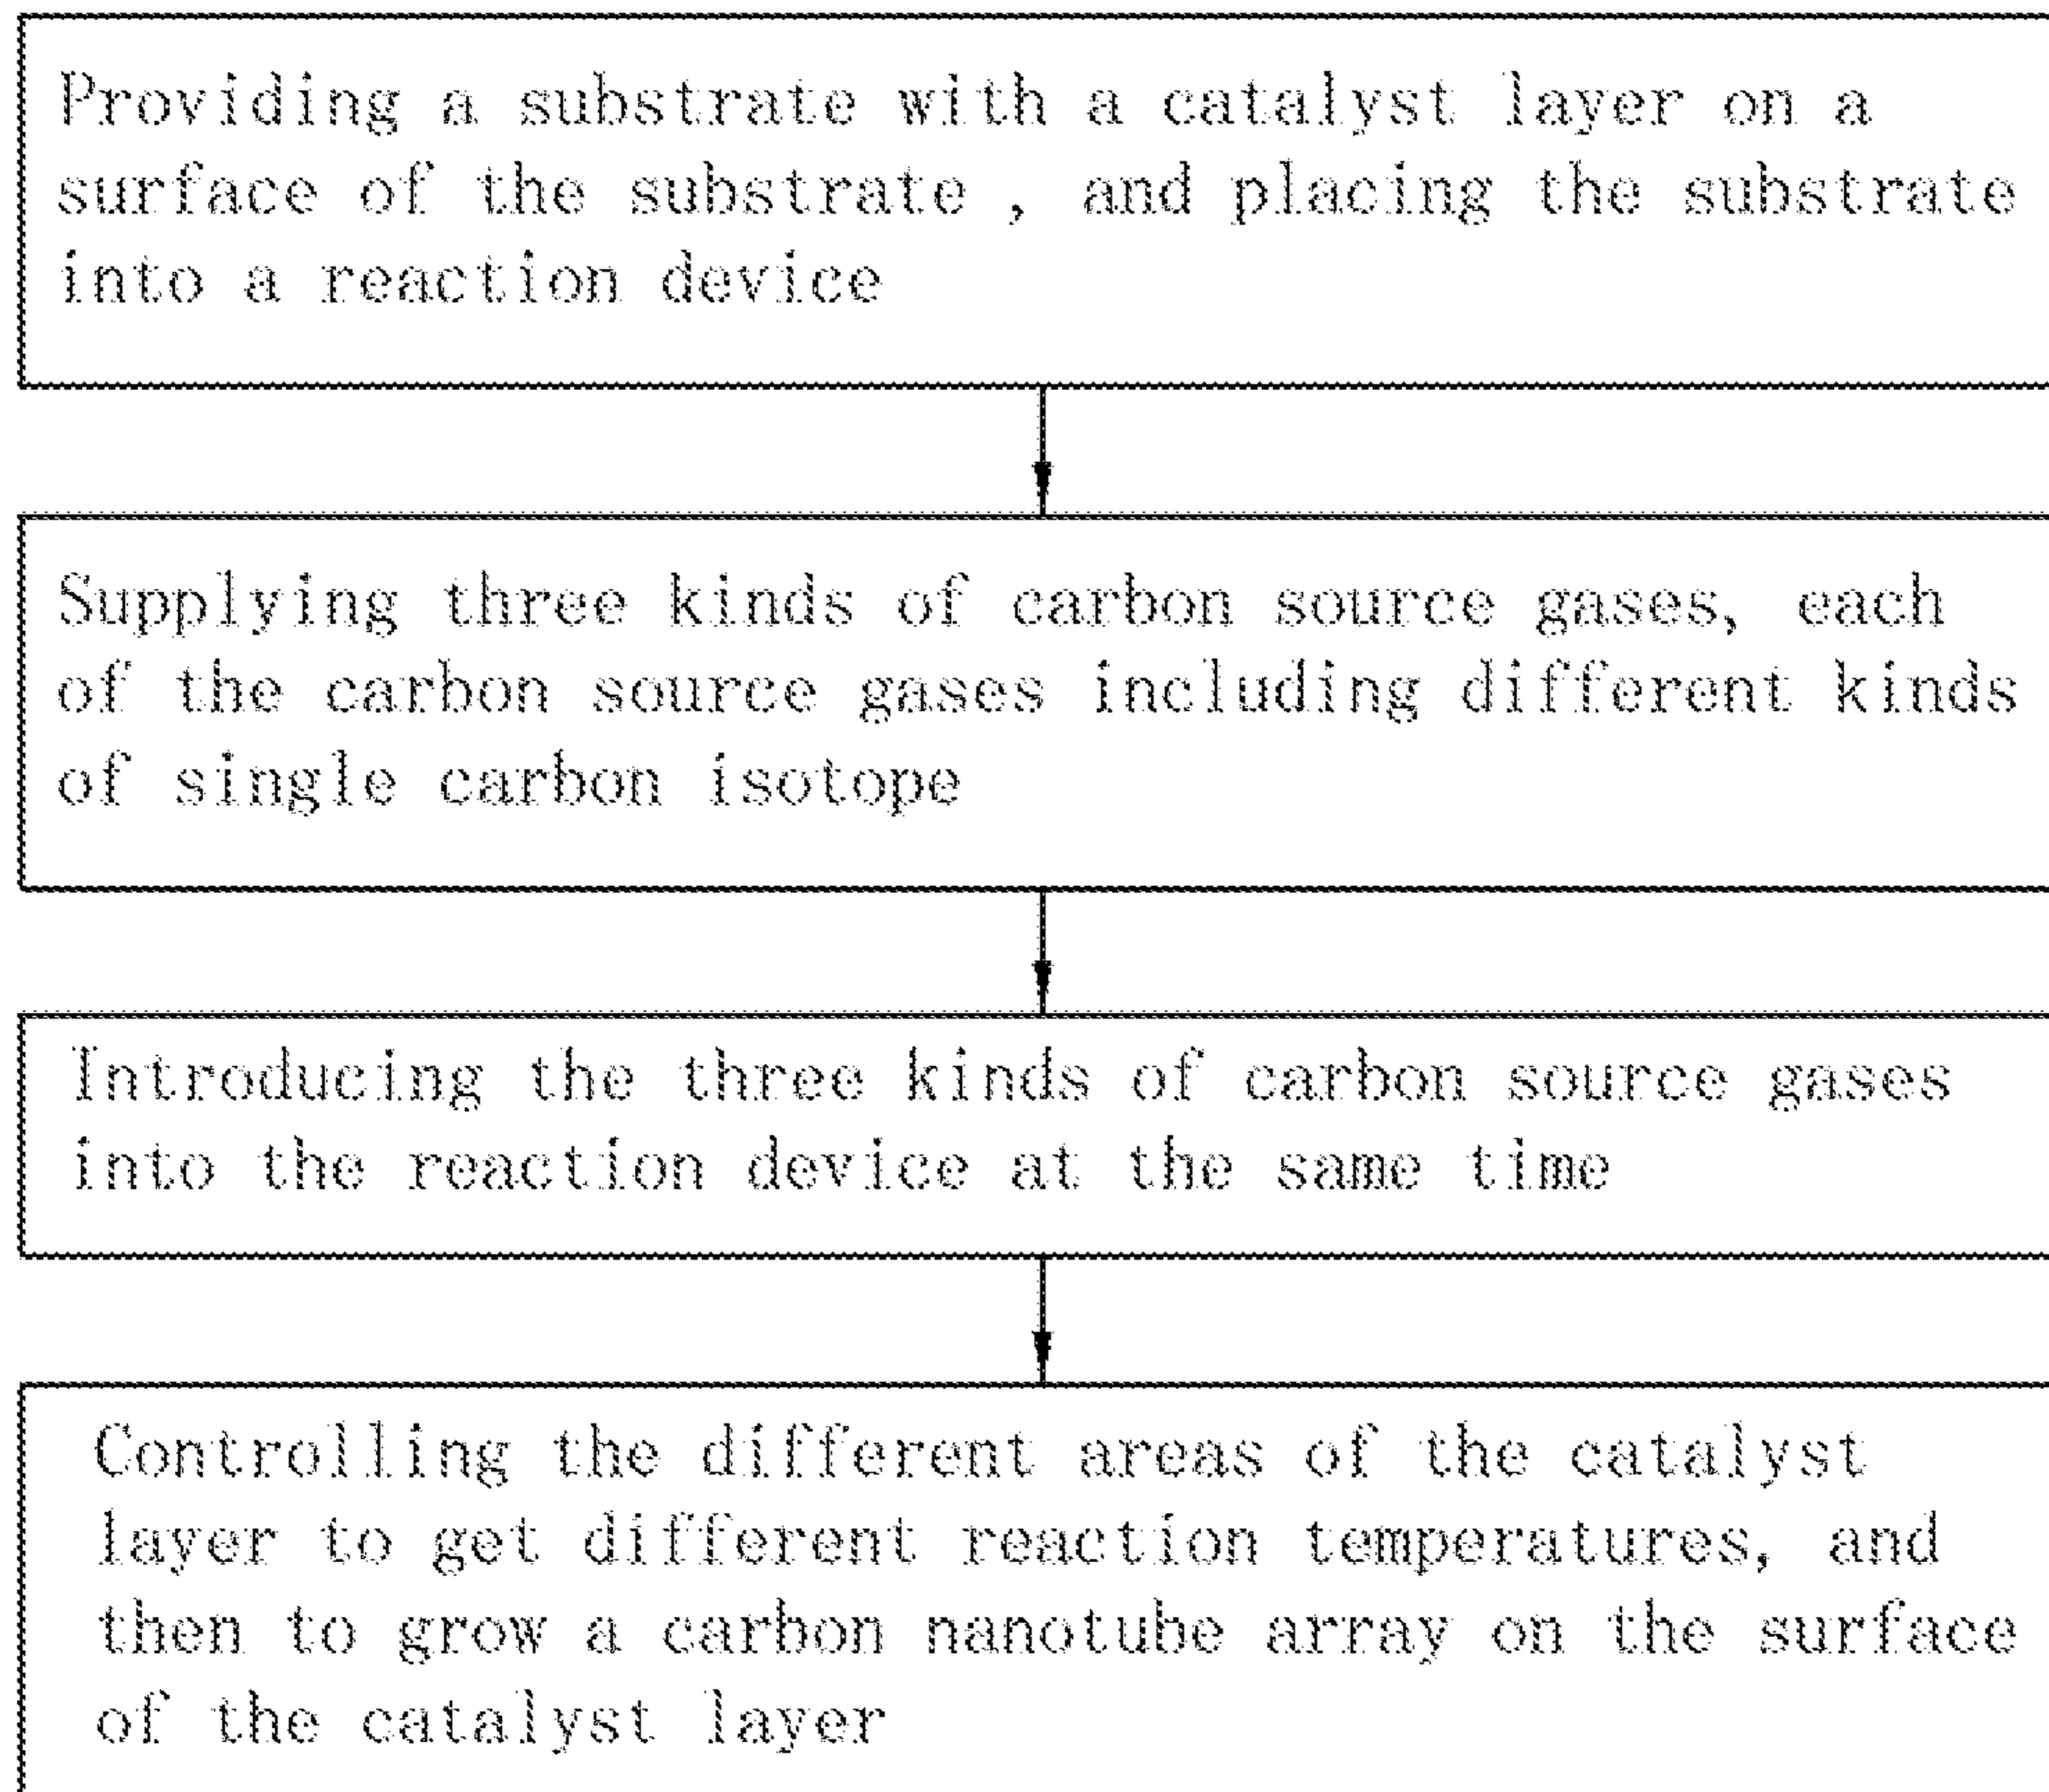 Providing a substrate with a catalyst layer on a
surface of the substrate , and placing the substrate
into a reaction device
Supplying three kinds of carbon source gases, each
of the carbon source gases including different kinds
of single carbon isotope
Introducing the three kinds of carbon source gases
into the reaction device at the same time
Controlling the different areas of the catalyst
layer to get different reaction temperatures, and
then to grow a carbon nanotube array on the surface
of the catalyst layer